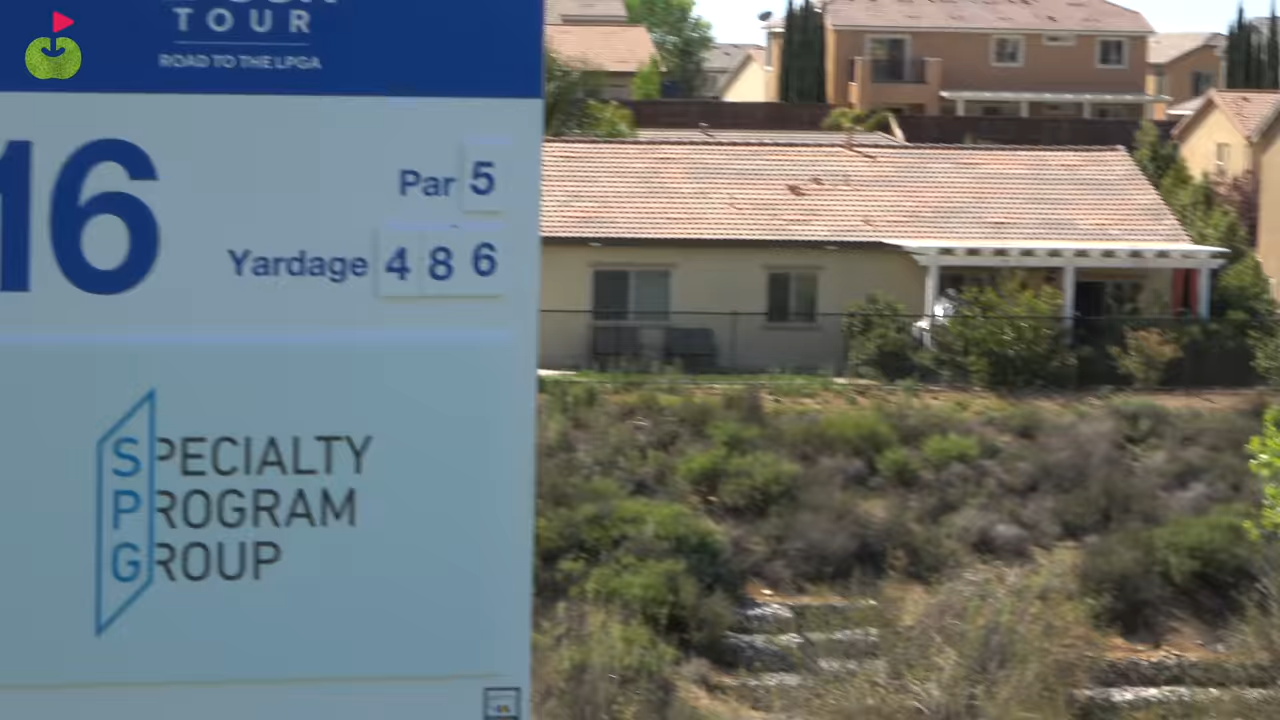 TOUR
ROAD TO THE LPGA
16
Par 5
Yardage 486
SPECIALTY
PROGRAM
GROUP